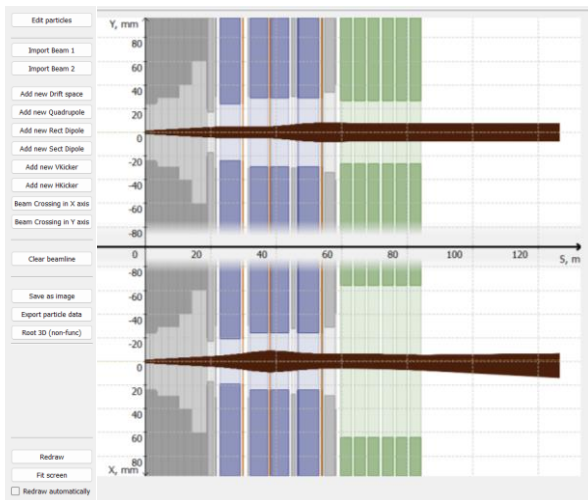 Edit particles
Import Beam 1
Import Beam 2
Add new Drift space
Add new Quadrupole
Add new Rect Dipole
Add new Sect Dipole
Add new VKicker
Add new HKicker
Beam Crossing in X axis
Beam Crossing in Y axis
Clear beamline
Save as image
Export particle data
Root 3D (non-func)
Redraw
Fit screen
Redraw automatically
Y, mm
80
60
40
20
0
-20
-40
-60
-80
0 20 40 60 80 100 120
S, m
-80
-60
-40
-20
0
20
40
60
80
X, mm